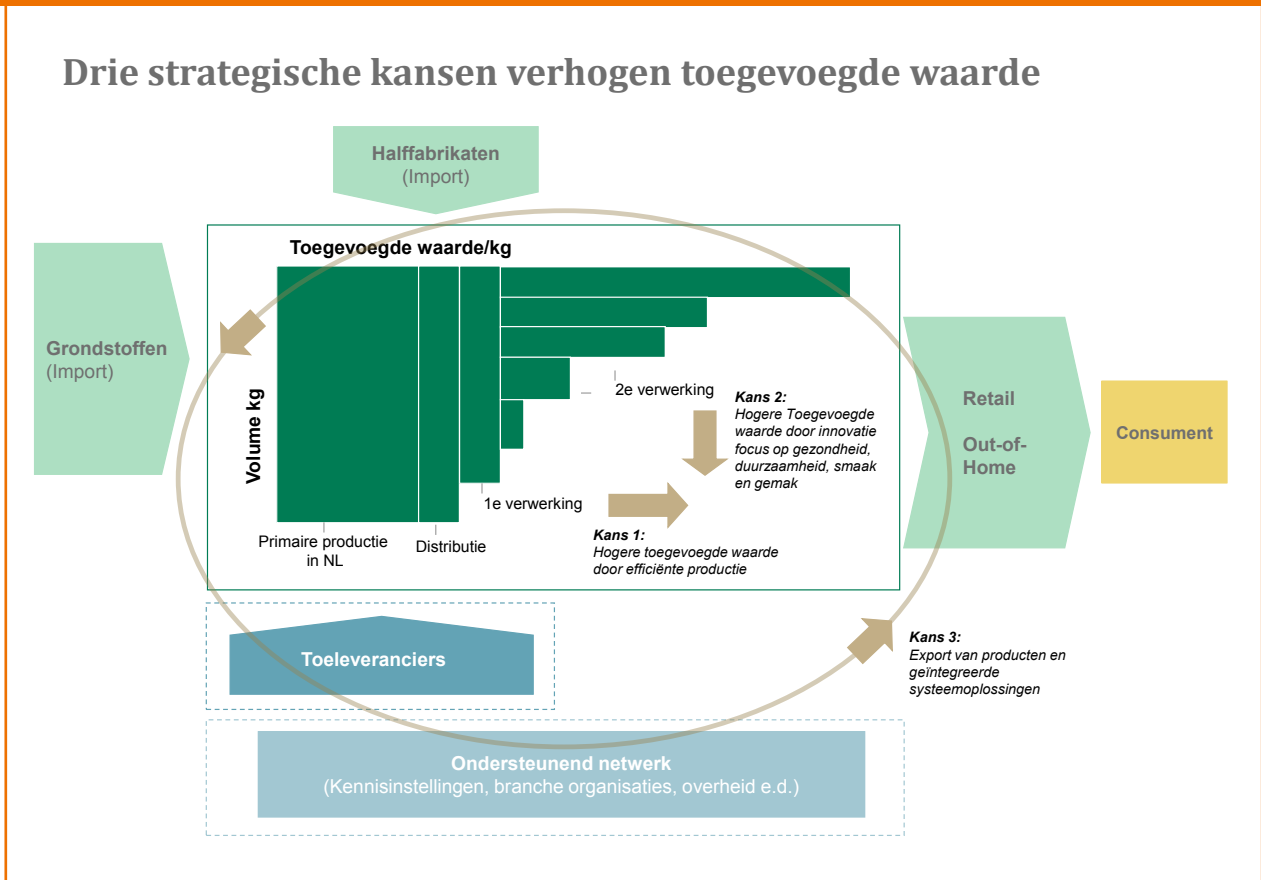 Drie strategische kansen verhogen toegevoegde waarde
Halffabrikaten
(Import)
Toegevoegde waarde/kg
Grondstoffen
(Import)
Volume kg
2e verwerking
Kans 2:
Hogere Toegevoegde
waarde door innovatie
focus op gezondheid,
duurzaamheid, smaak
en gemak
Retail
Out-of-
Home
Consument
1e verwerking
Primaire productie
in NL
Distributie
Kans 1:
Hogere toegevoegde waarde
door efficiënte productie
Toeleveranciers
Kans 3:
Export van producten en
geïntegreerde
systeemoplossingen
Ondersteunend netwerk
(Kennisinstellingen, branche organisaties, overheid e.d.)